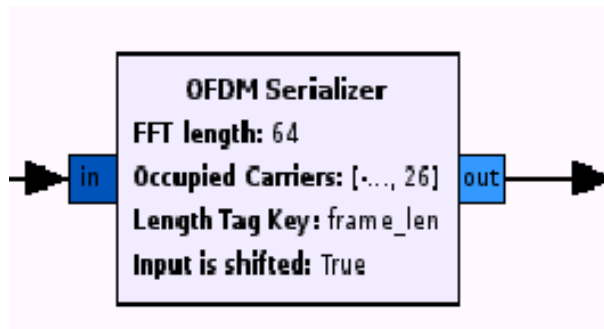 OFDM Serializer
FFT length: 64
in
Occupied Carriers: [-..., 26]
out
Length Tag Key: frame_len
Input is shifted: True